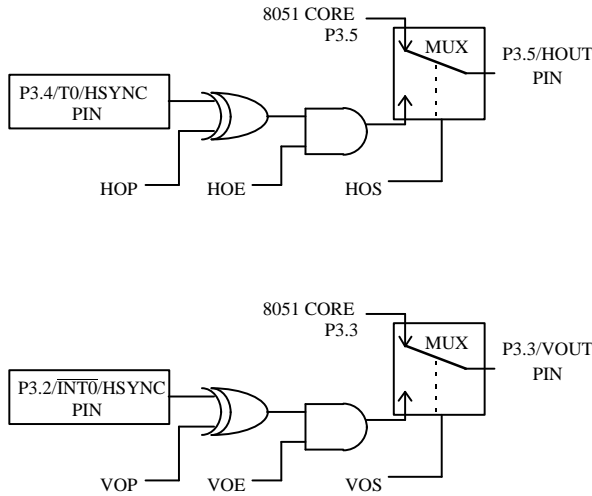 8051 CORE
P3.5
MUX
P3.5/HOUT
PIN
P3.4/T0/HSYNC
PIN
HOP
HOE
HOS
8051 CORE
P3.3
MUX
P3.3/VOUT
PIN
P3.2/INT0/HSYNC
PIN
VOP
VOE
VOS